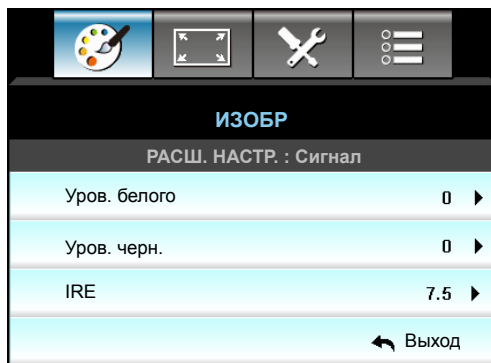 ИЗОБР
РАСШ. НАСТР. : Сигнал
Уров. белого 0
Уров. черн. 0
IRE 7.5
Выход